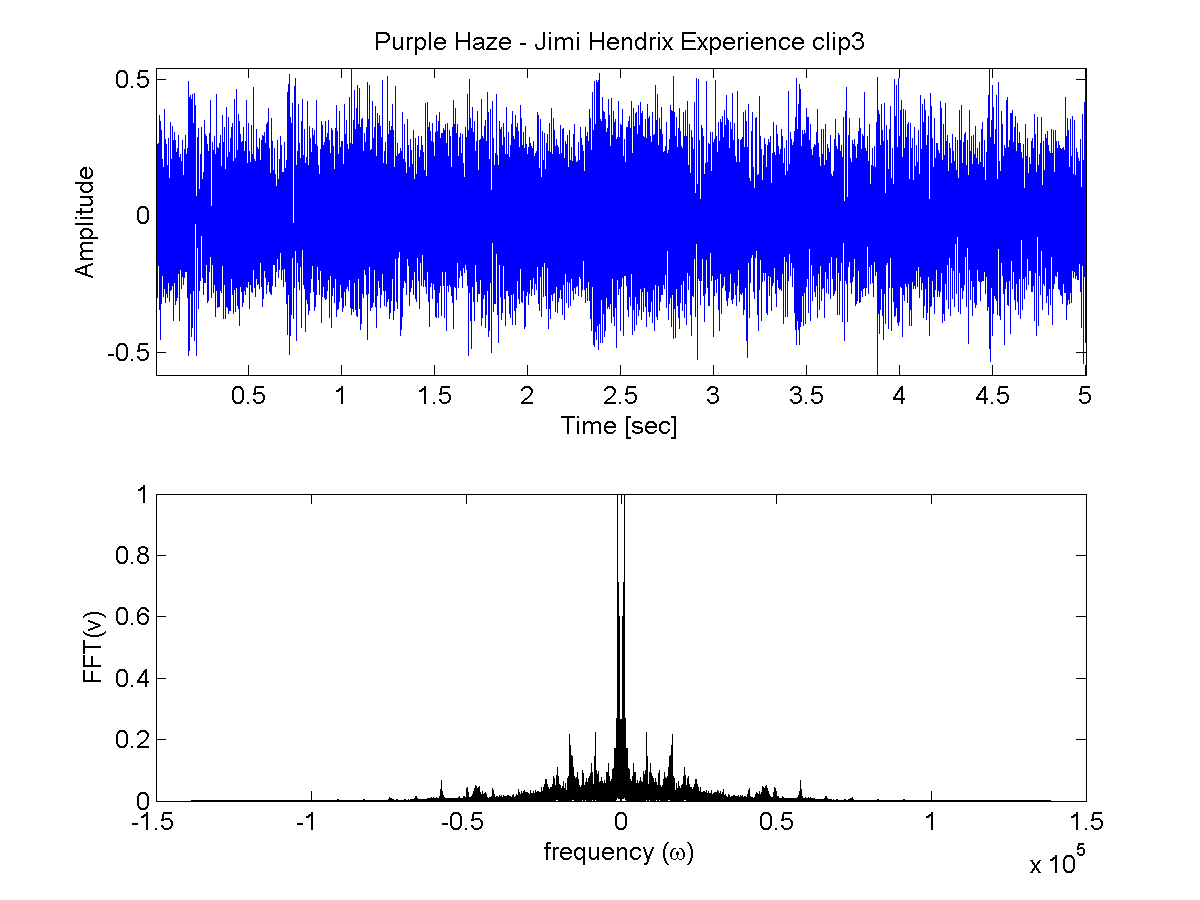 Purple Haze - Jimi Hendrix Experience clip3
0.5
0
-0.5
Amplitude
0.5 1 1.5 2 2.5 3 3.5 4 4.5 5
Time [sec]
1
0.8
0.6
0.4
0.2
0
FFT(v)
-1.5 -1 -0.5 0 0.5 1 1.5
frequency (ω)
x 10^5